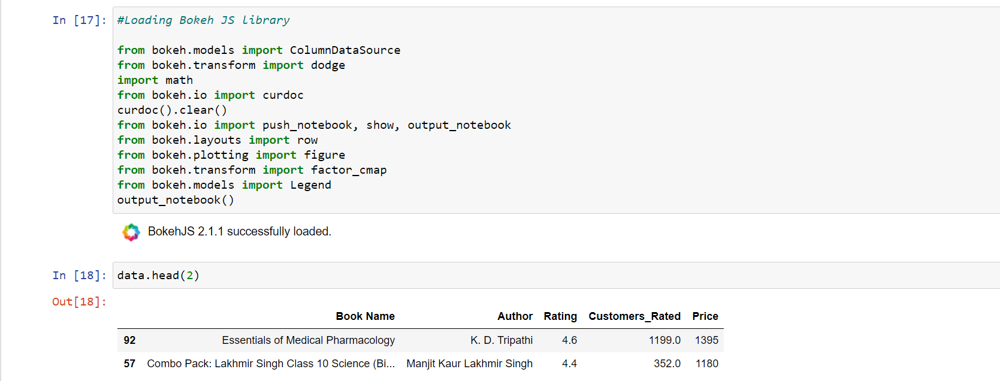 In [17]: #Loading Bokeh JS library
from bokeh.models import ColumnDataSource
from bokeh.transform import dodge
import math
from bokeh.io import curdoc
curdoc().clear()
from bokeh.io import push_notebook, show, output_notebook
from bokeh.layouts import row
from bokeh.plotting import figure
from bokeh.transform import factor_cmap
from bokeh.models import Legend
output_notebook()
BokehJS 2.1.1 successfully loaded.
In [18]: data.head(2)
Out[18]:
Book Name Author Rating Customers_Rated Price
92 Essentials of Medical Pharmacology K. D. Tripathi 4.6 1199.0 1395
57 Combo Pack: Lakhmir Singh Class 10 Science (Bi... Manjit Kaur Lakhmir Singh 4.4 352.0 1180